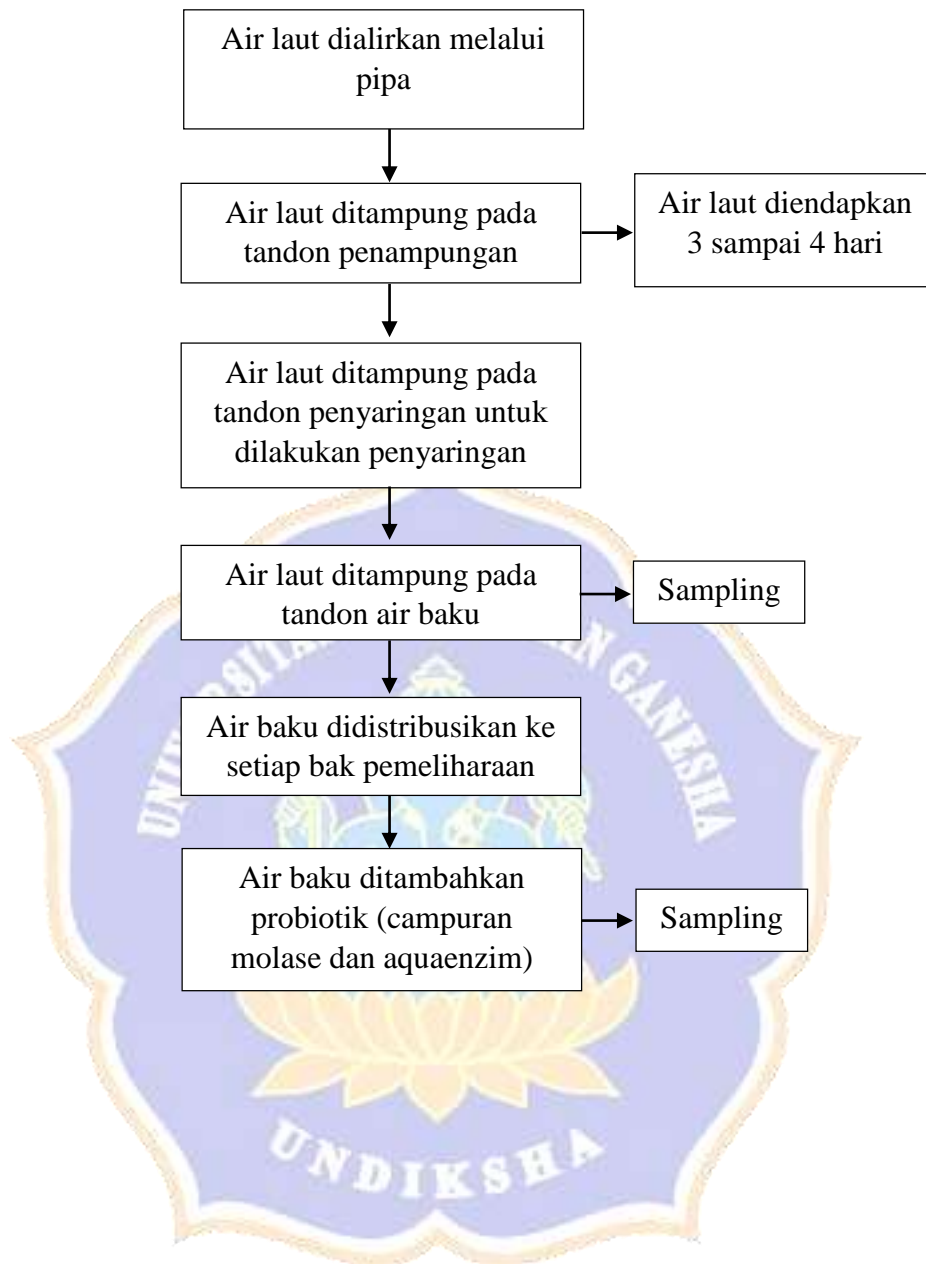 Air laut dialirkan melalui
pipa
Air laut ditampung pada
tandon penampungan
Air laut diendapkan
3 sampai 4 hari
Air laut ditampung pada
tandon penyaringan untuk
dilakukan penyaringan
Air laut ditampung pada
tandon air baku
Sampling
Air baku didistribusikan ke
setiap bak pemeliharaan
Air baku ditambahkan
probiotik (campuran
molase dan aquaenzim)
Sampling
GANESHA
UNDIKSHA